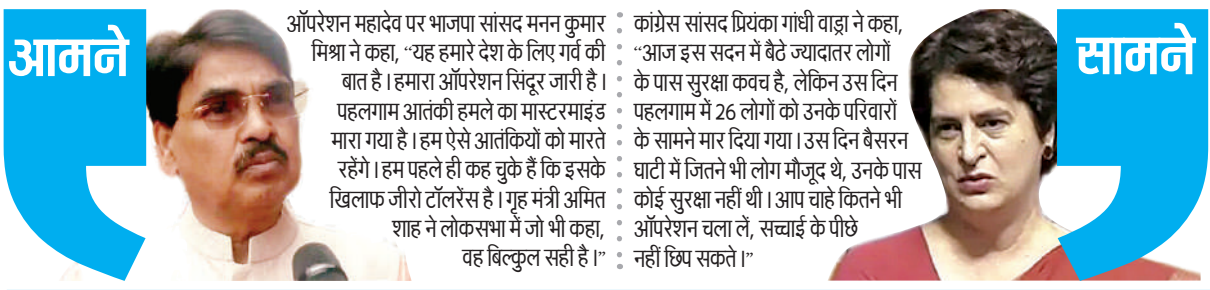 आमने
ऑपरेशन महादेव पर भाजपा सांसद मनन कुमार
मिश्रा ने कहा, “यह हमारे देश के लिए गर्व की
बात है। हमारा ऑपरेशन सिंदूर जारी है।
पहलगाम आतंकी हमले का मास्टरमाइंड
मारा गया है। हम ऐसे आतंकियों को मारते
रहेंगे। हम पहले ही कह चुके हैं कि इसके
खिलाफ जीरो टॉलरेंस है। गृह मंत्री अमित
शाह ने लोकसभा में जो भी कहा,
वह बिल्कुल सही है।”
कांग्रेस सांसद प्रियंका गांधी वाड्रा ने कहा,
“आज इस सदन में बैठे ज्यादातर लोगों
के पास सुरक्षा कवच है, लेकिन उस दिन
पहलगाम में 26 लोगों को उनके परिवारों
के सामने मार दिया गया। उस दिन बैसरन
घाटी में जितने भी लोग मौजूद थे, उनके पास
कोई सुरक्षा नहीं थी। आप चाहे कितने भी
ऑपरेशन चला लें, सच्चाई के पीछे
नहीं छिप सकते।”
सामने